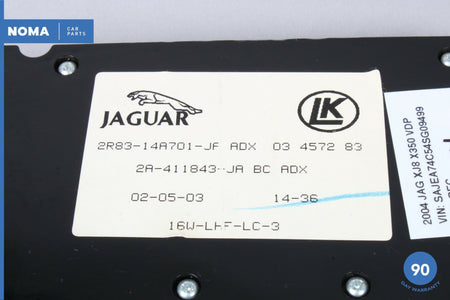 NOMA CAR PARTS
JAGUAR
LK
2R83-14A701-JF ADX 03 4572 83
2A-411843--JA BC ADX
02-05-03 14-36
16W-LHF-LC-3
2004 JAG XJ8 X350 VDP
VIN: SAJEA74C54SG09499
90
DAY WARRANTY